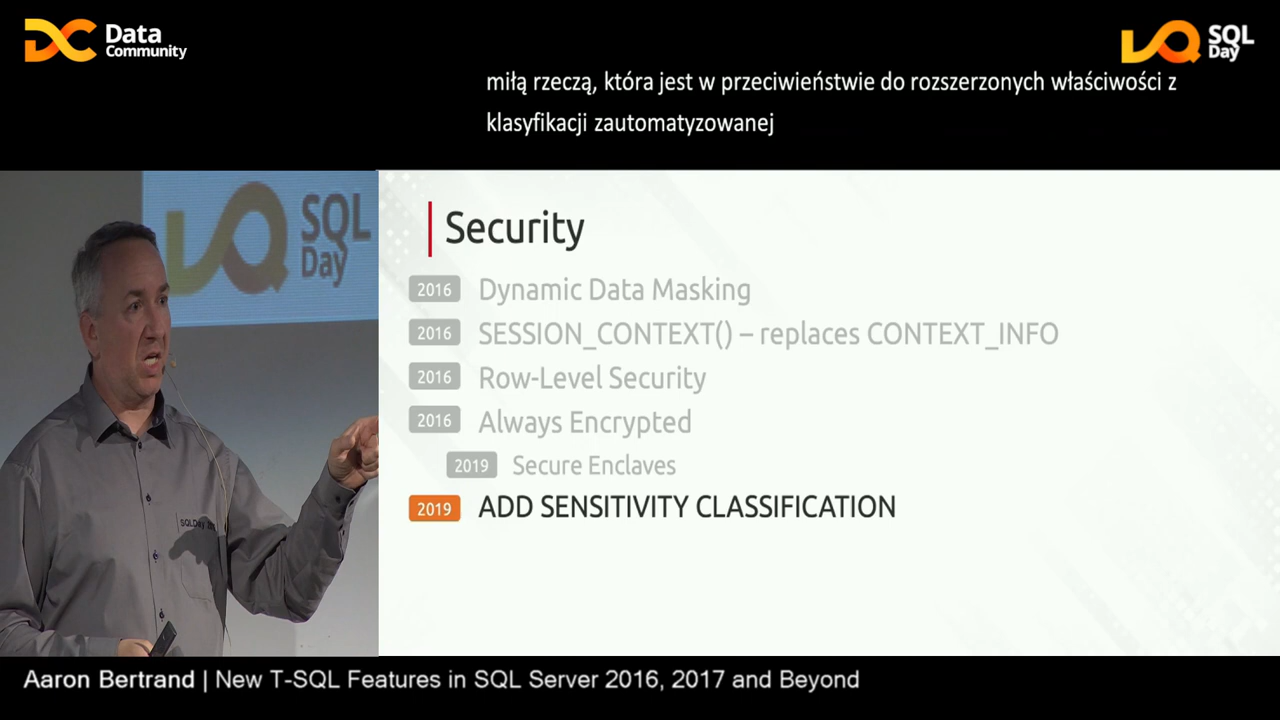 Data
Community
SQL
Day
miłą rzeczą, która jest w przeciwieństwie do rozszerzonych właściwości z
klasyfikacji zautomatyzowanej
SQL
Day
Security
2016 Dynamic Data Masking
2016 SESSION_CONTEXT() – replaces CONTEXT_INFO
2016 Row-Level Security
2016 Always Encrypted
2019 Secure Enclaves
2019 ADD SENSITIVITY CLASSIFICATION
SQLDay
Aaron Bertrand | New T-SQL Features in SQL Server 2016, 2017 and Beyond